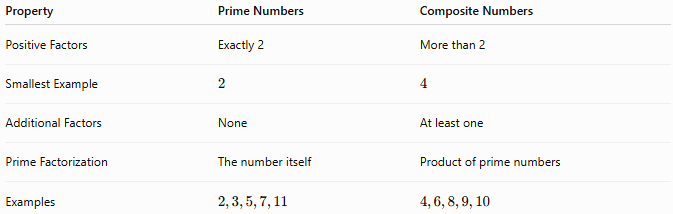 Property Prime Numbers Composite Numbers
Positive Factors Exactly 2 More than 2
Smallest Example 2 4
Additional Factors None At least one
Prime Factorization The number itself Product of prime numbers
Examples 2, 3, 5, 7, 11 4, 6, 8, 9, 10